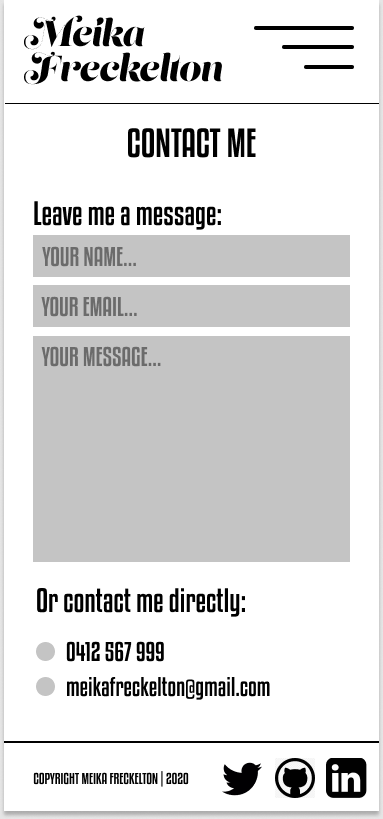 Meika
Freckelton
CONTACT ME
Leave me a message:
YOUR NAME...
YOUR EMAIL...
YOUR MESSAGE...
Or contact me directly:
0412 567 999
meikafreckelton@gmail.com
COPYRIGHT MEIKA FRECKELTON | 2020
in